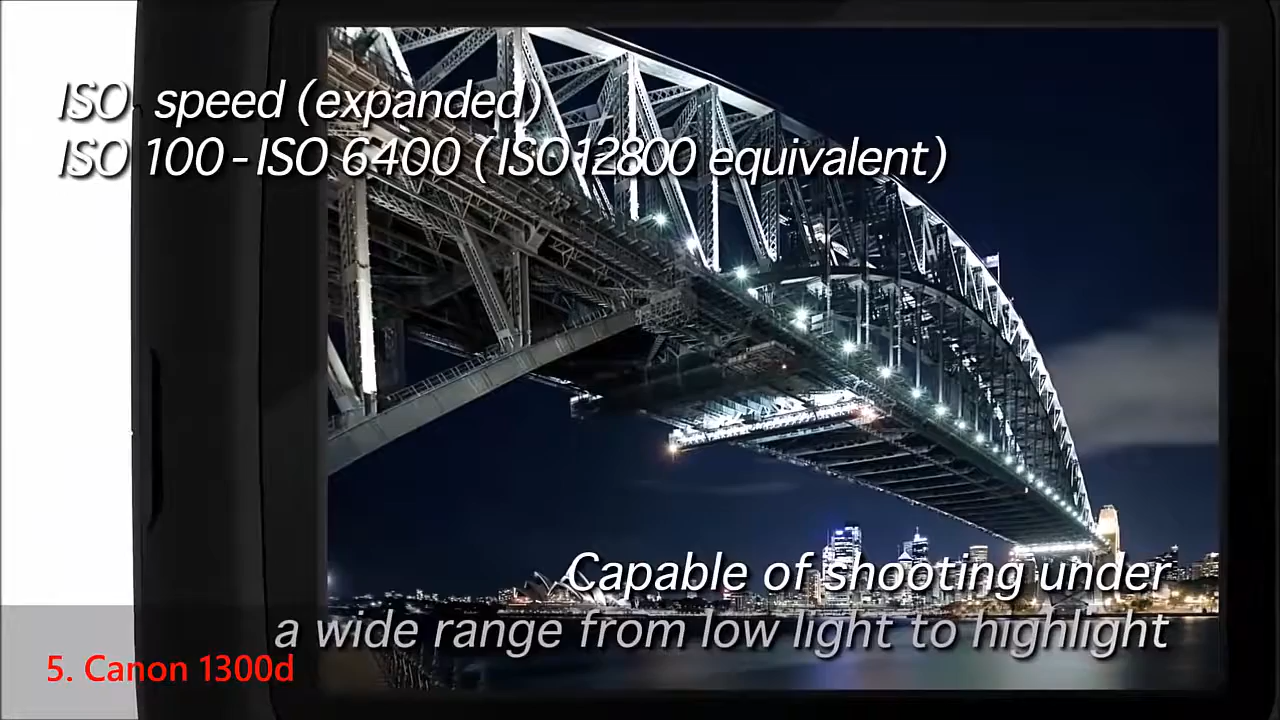 ISO speed (expanded)
ISO 100 - ISO 6400 (ISO12800 equivalent)
Capable of shooting under
a wide range from low light to highlight
5. Canon 1300d